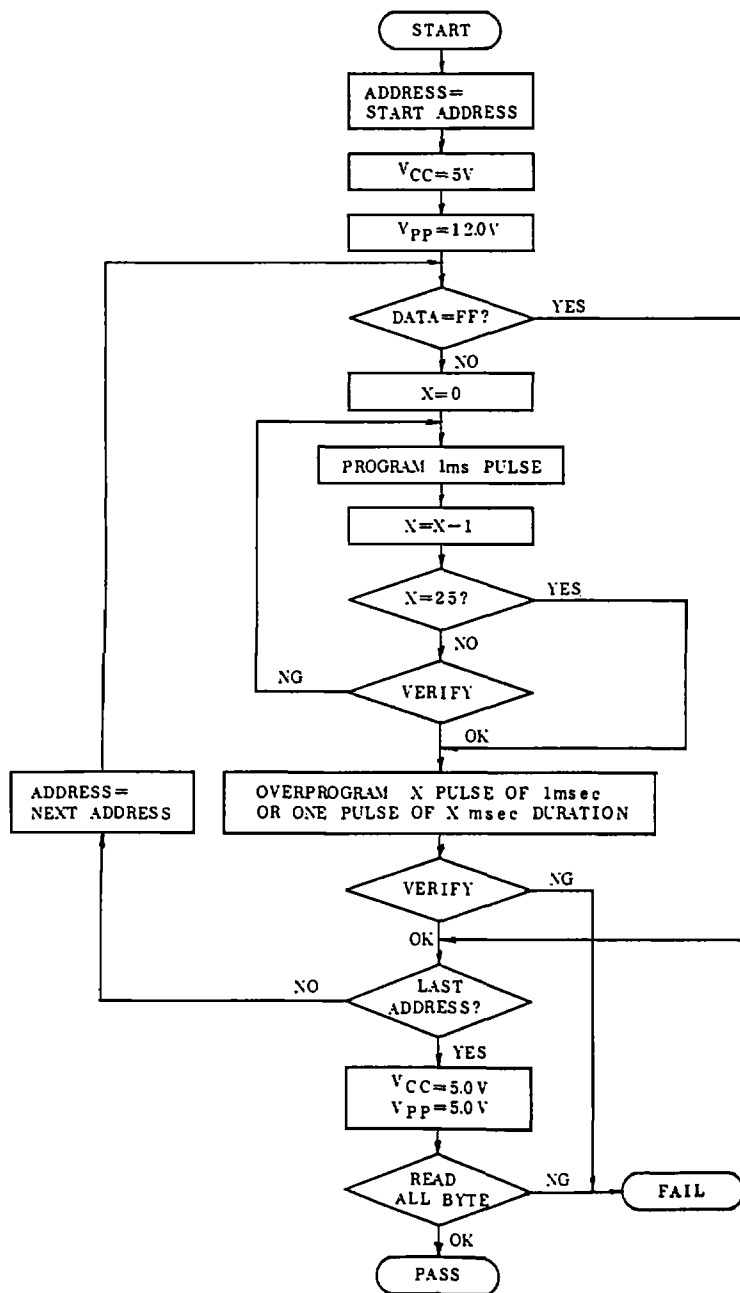 START
ADDRESS=
START ADDRESS
VCC=5V
VPP=12.0V
DATA=FF?
YES
NO
X=0
PROGRAM 1ms PULSE
X=X-1
X=25?
YES
NO
NG
VERIFY
OK
ADDRESS=
NEXT ADDRESS
OVERPROGRAM X PULSE OF 1msec
OR ONE PULSE OF X msec DURATION
VERIFY
NG
OK
NO
LAST
ADDRESS?
YES
VCC=5.0V
VPP=5.0V
READ
ALL BYTE
NG
FAIL
OK
PASS